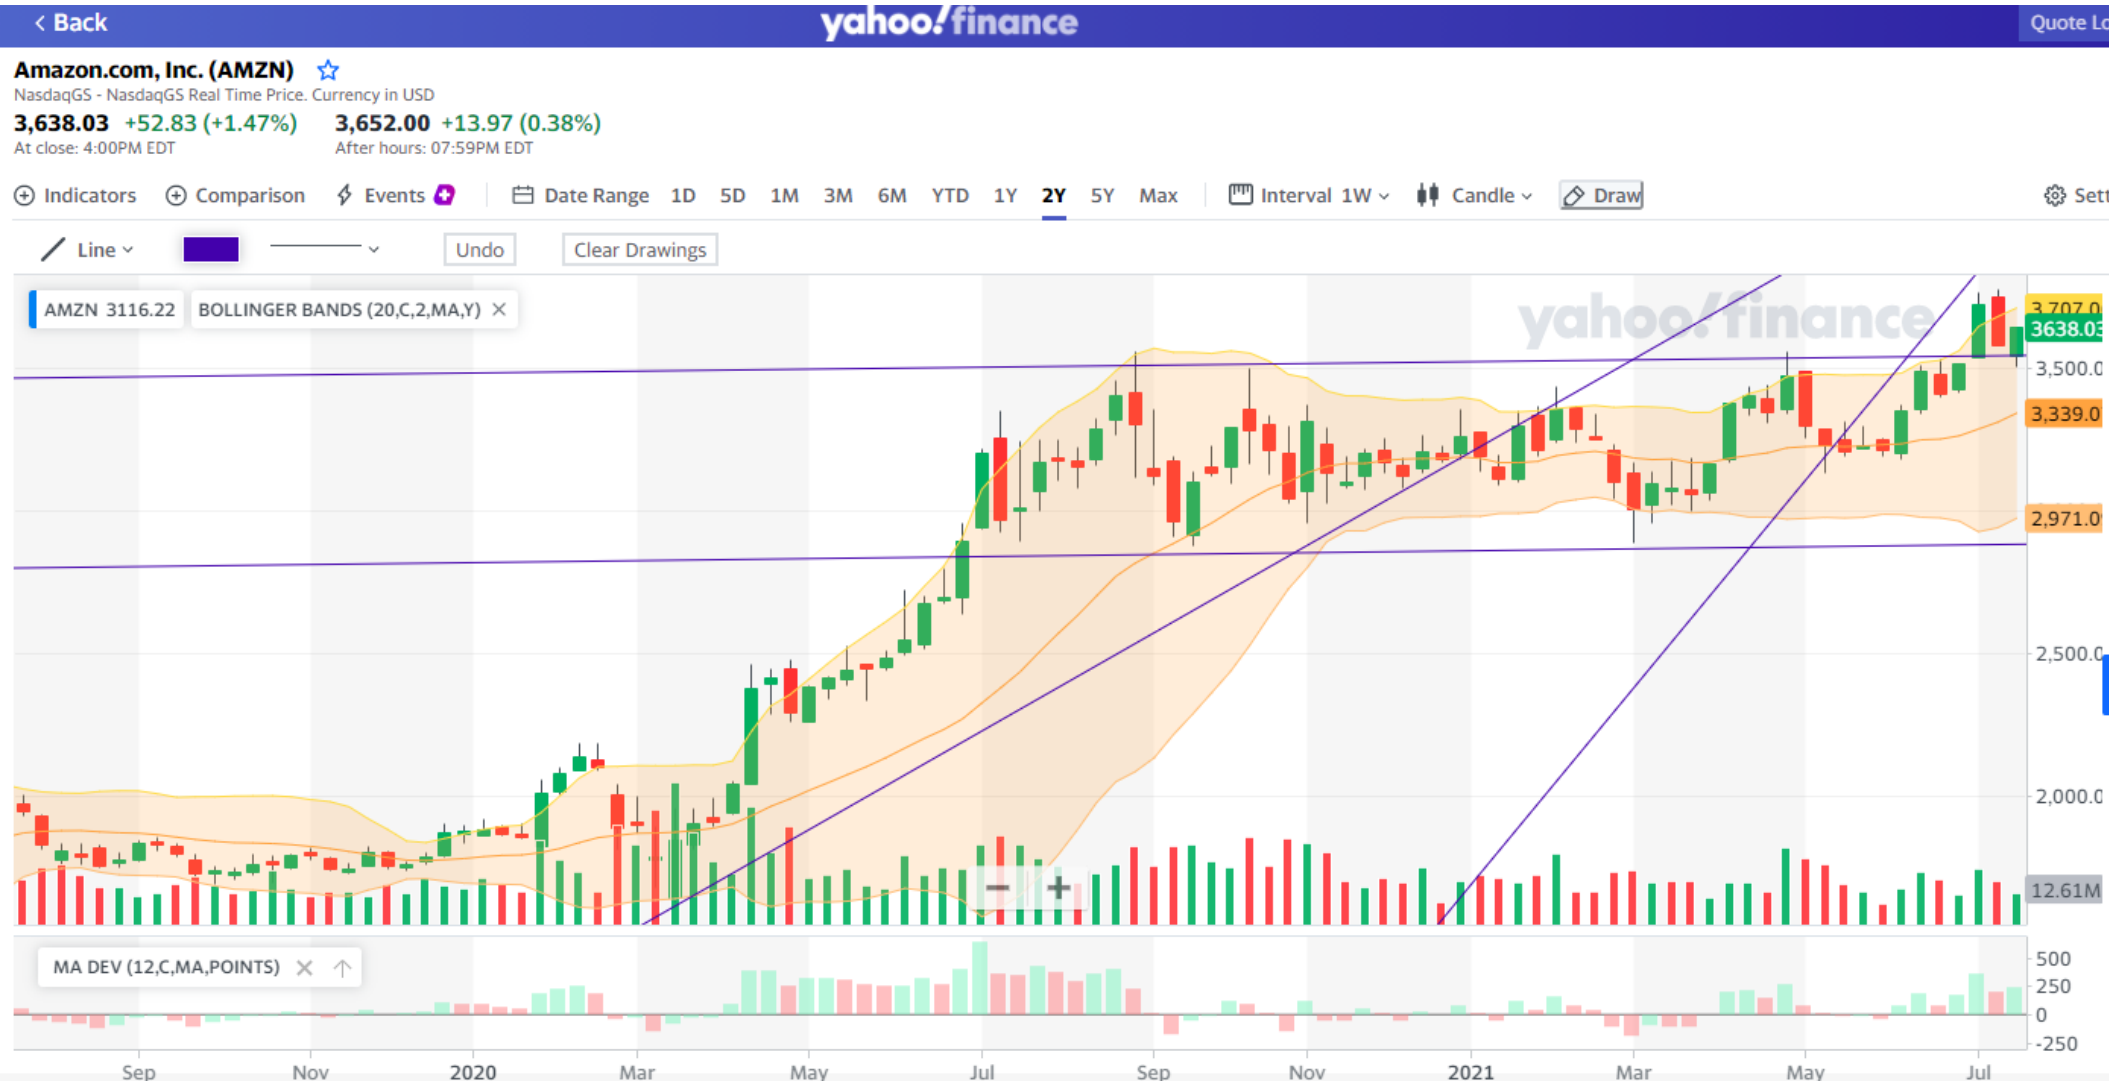 < Back
yahoo!finance
Quote Lo
Amazon.com, Inc. (AMZN)
NasdaqGS - NasdaqGS Real Time Price. Currency in USD
3,638.03 +52.83 (+1.47%) 3,652.00 +13.97 (0.38%)
At close: 4:00PM EDT After hours: 07:59PM EDT
Indicators Comparison Events Date Range 1D 5D 1M 3M 6M YTD 1Y 2Y 5Y Max Interval 1W Candle Draw Sett
Line Undo Clear Drawings
AMZN 3116.22 BOLLINGER BANDS (20,C,2,MA,Y)
yahoo!finance
3,707.0
3638.03
3,500.0
3,339.0
2,971.0
2,500.0
2,000.0
12.61M
MA DEV (12,C,MA,POINTS)
500
250
0
-250
Sep Nov 2020 Mar May Jul Sep Nov 2021 Mar May Jul